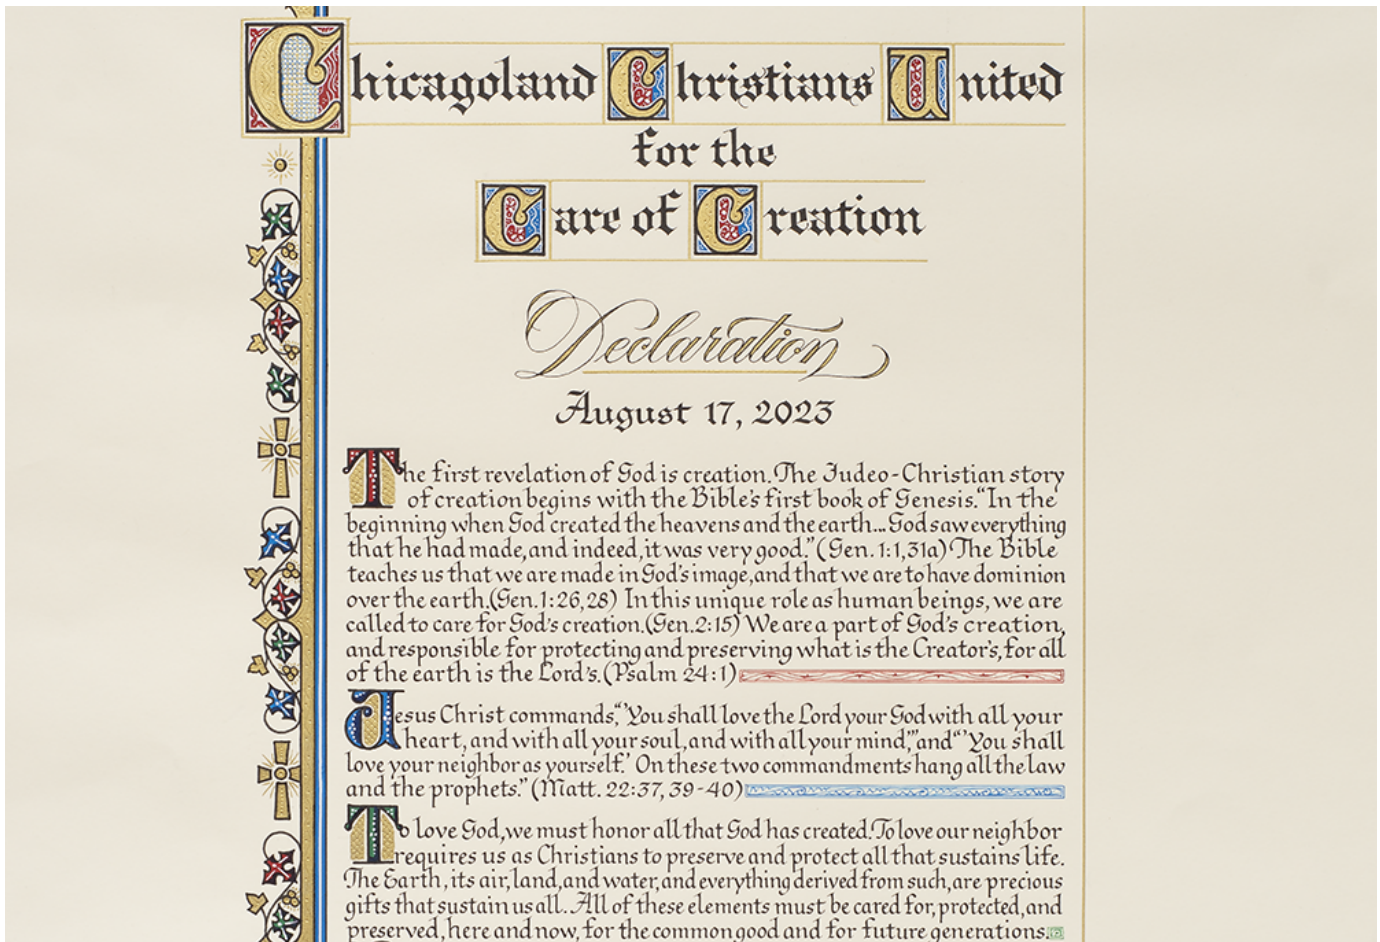 Chicagoland Christians United
for the
Care of Creation
Declaration
August 17, 2023
The first revelation of God is creation. The Judeo-Christian story
of creation begins with the Bible's first book of Genesis. "In the
beginning when God created the heavens and the earth... God saw everything
that he had made, and indeed, it was very good." (Gen. 1:1,31a) The Bible
teaches us that we are made in God's image, and that we are to have dominion
over the earth. (Gen. 1:26,28) In this unique role as human beings, we are
called to care for God's creation. (Gen. 2:15) We are a part of God's creation,
and responsible for protecting and preserving what is the Creator's, for all
of the earth is the Lord's. (Psalm 24:1)
Jesus Christ commands, "'You shall love the Lord your God with all your
heart, and with all your soul, and with all your mind,'" and "'You shall
love your neighbor as yourself.' On these two commandments hang all the law
and the prophets." (Matt. 22:37, 39-40)
To love God, we must honor all that God has created. To love our neighbor
requires us as Christians to preserve and protect all that sustains life.
The Earth, its air, land, and water, and everything derived from such, are precious
gifts that sustain us all. All of these elements must be cared for, protected, and
preserved, here and now, for the common good and for future generations.